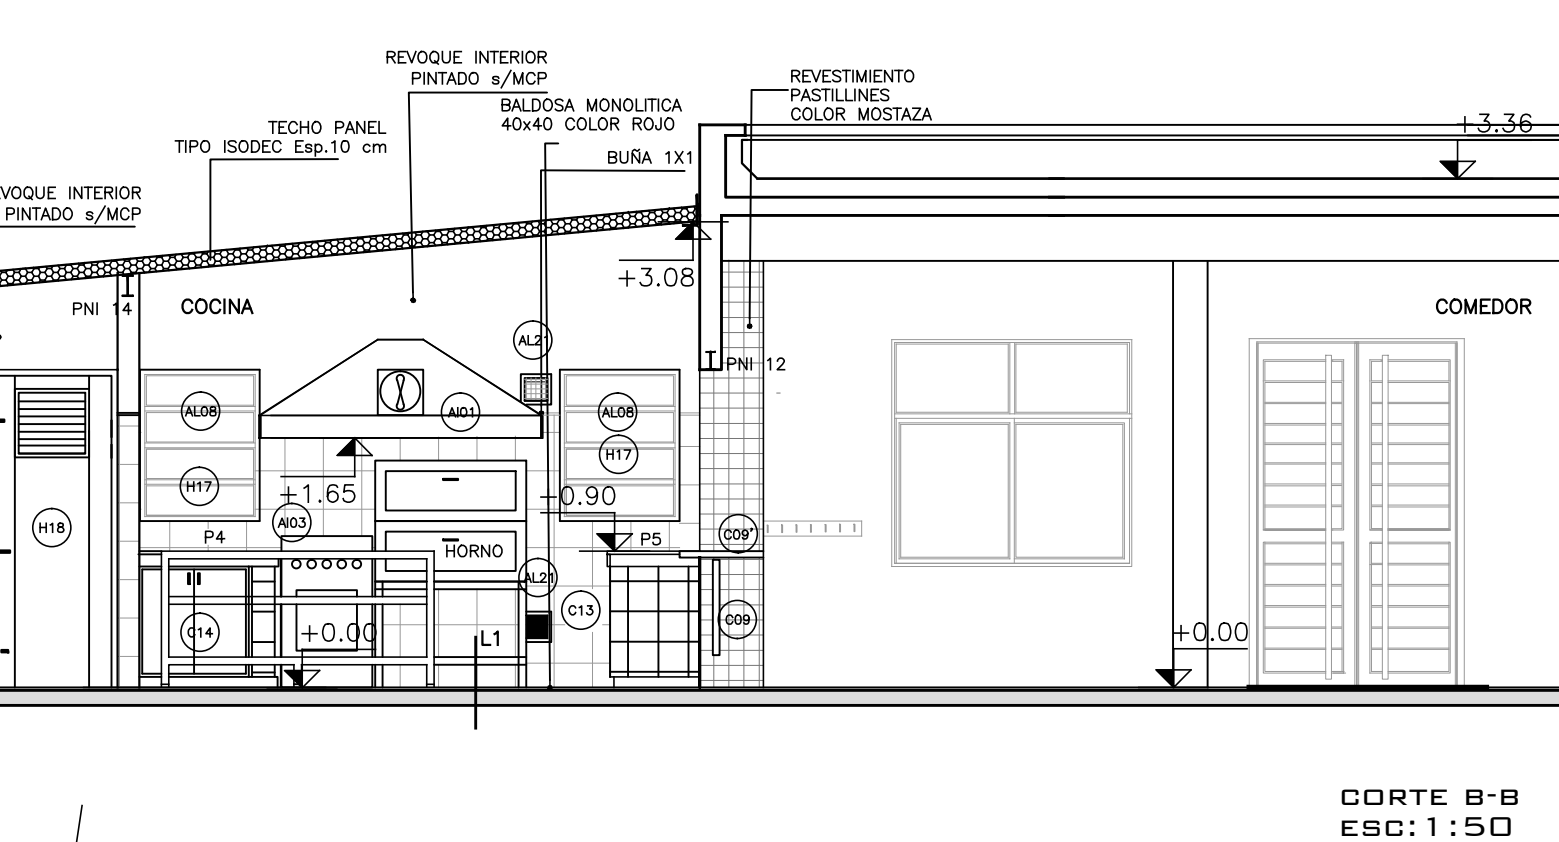 REVOQUE INTERIOR
PINTADO s/MCP
BALDOSA MONOLITICA
40x40 COLOR ROJO
BUÑA 1X1
REVESTIMIENTO
PASTILLINES
COLOR MOSTAZA
+3.36
TECHO PANEL
TIPO ISODEC Esp.10 cm
VOQUE INTERIOR
PINTADO s/MCP
+3.08
PNI 14
COCINA
COMEDOR
AL21
PNI 12
AL08
AI01
AL08
H17
H17
+1.65
+0.90
H18
AI03
P4
HORNO
P5
C09'
AL21
C13
C09
C14
+0.00
L1
+0.00
CORTE B-B
ESC:1:50